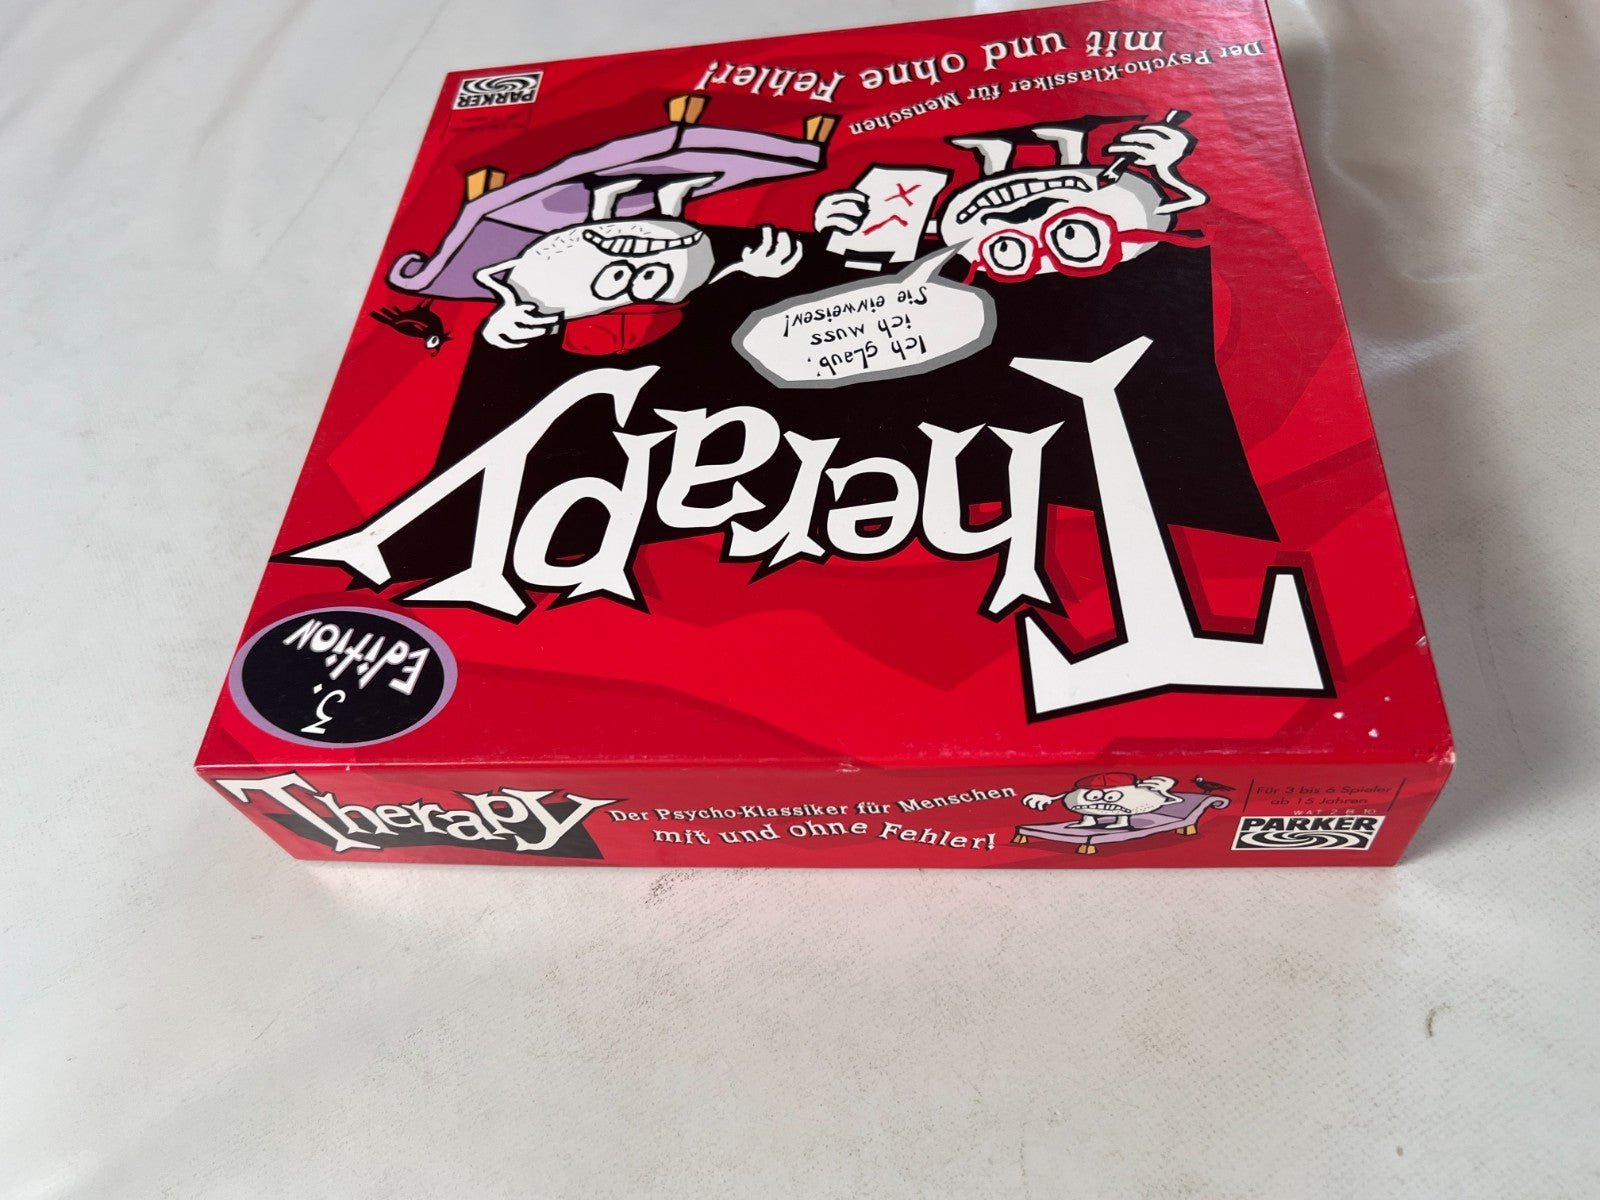 Der Psycho-Klassiker für Menschen
mit und ohne Fehler!
PARKER
Ich glaub',
ich muss
Sie einweisen!
Therapy
3.
Edition
Therapy
Der Psycho-Klassiker für Menschen
mit und ohne Fehler!
Für 3 bis 6 Spieler
ab 15 Jahren
PARKER